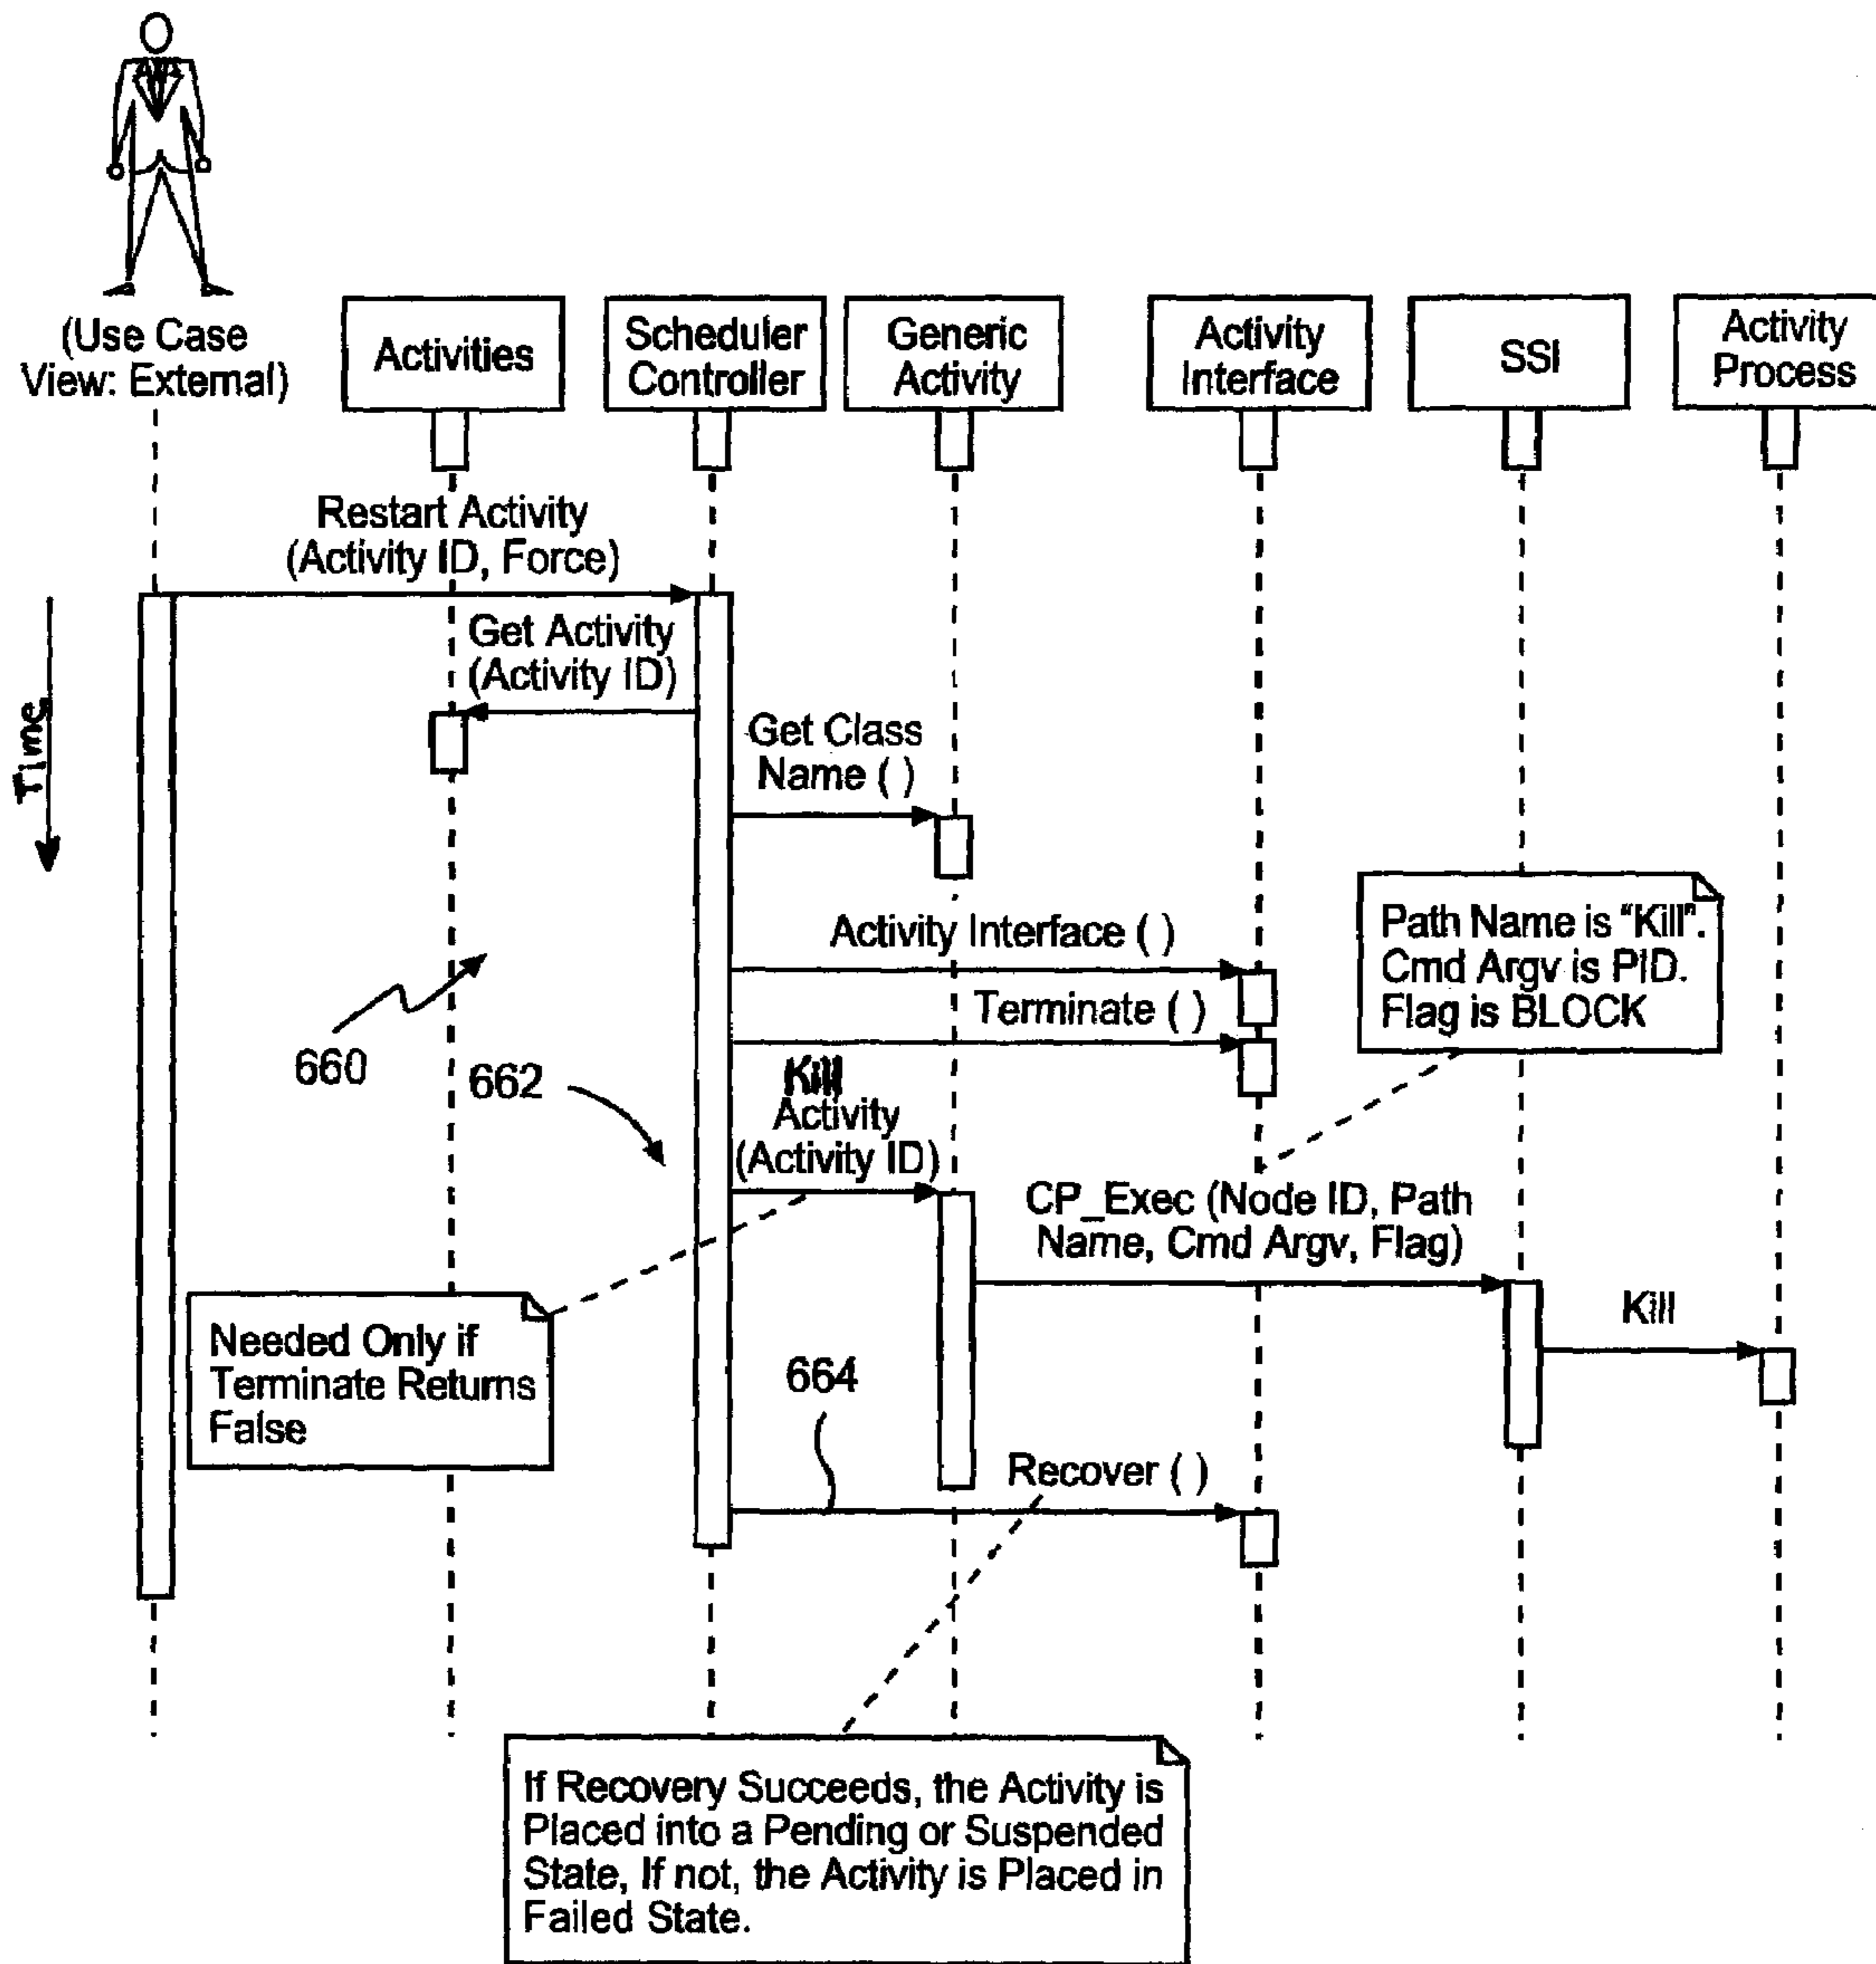 (Use Case
View: External)
Activities
Scheduler
Controller
Generic
Activity
Activity
Interface
SSI
Activity
Process
Restart Activity
(Activity ID, Force)
Time
Get Activity
(Activity ID)
Get Class
Name ( )
Activity Interface ( )
Path Name is "Kill".
Cmd Argv is PID.
Flag is BLOCK
Terminate ( )
660
662
Kill
Activity
(Activity ID)
CP_Exec (Node ID, Path
Name, Cmd Argv, Flag)
Kill
Needed Only if
Terminate Returns
False
664
Recover ( )
If Recovery Succeeds, the Activity is
Placed into a Pending or Suspended
State, If not, the Activity is Placed in
Failed State.